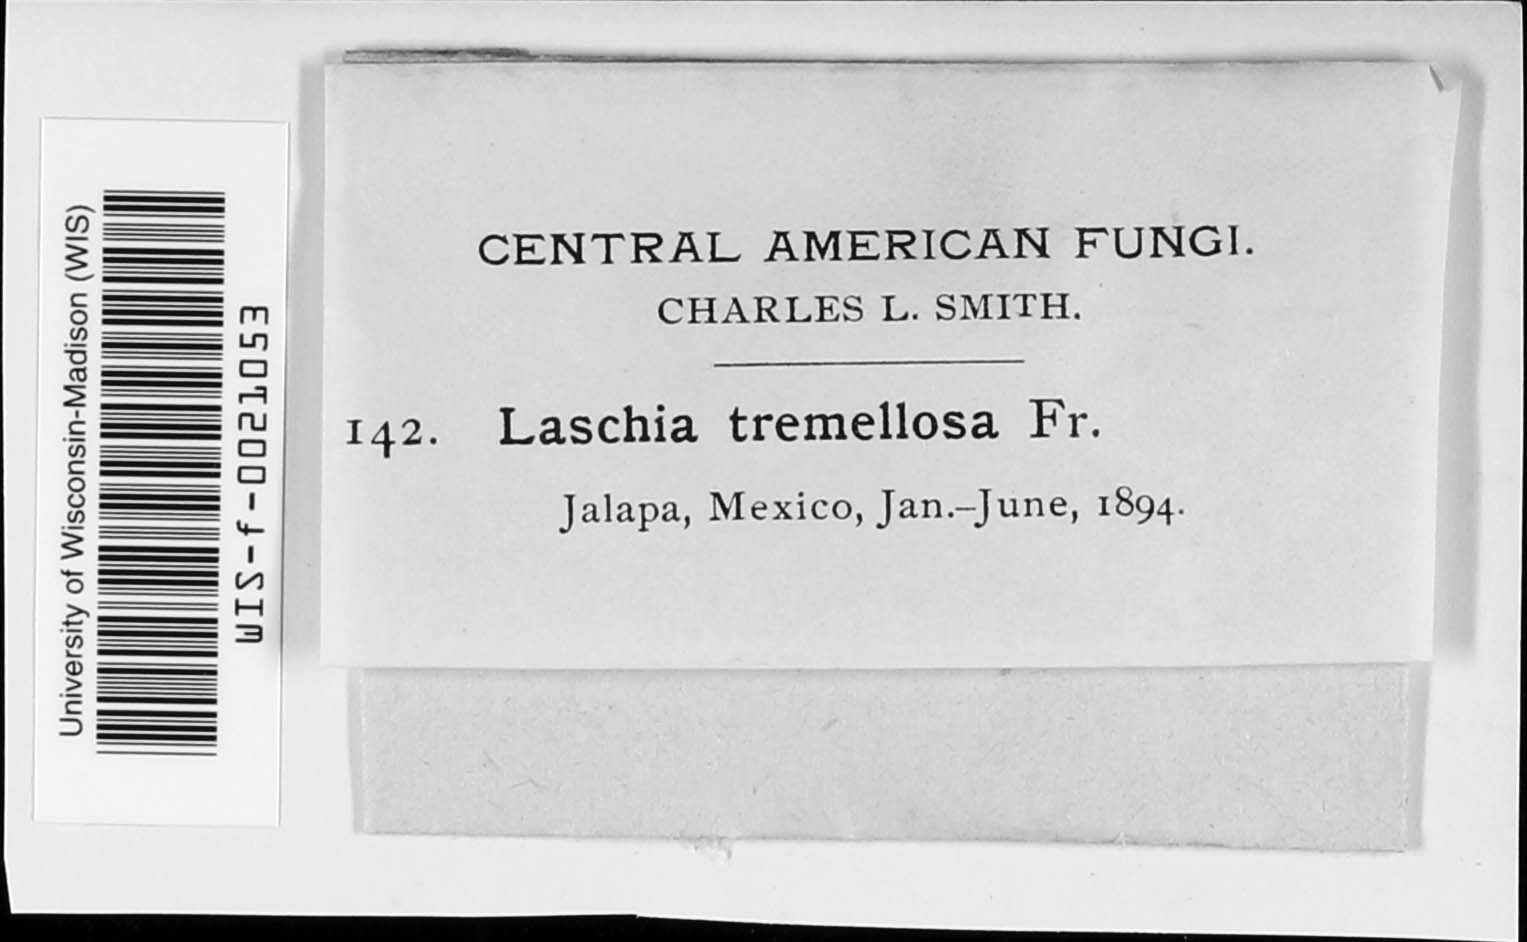 University of Wisconsin-Madison (WIS)
WIS-f-0021053
CENTRAL AMERICAN FUNGI.
CHARLES L. SMITH.
142. Laschia tremellosa Fr.
Jalapa, Mexico, Jan.–June, 1894.